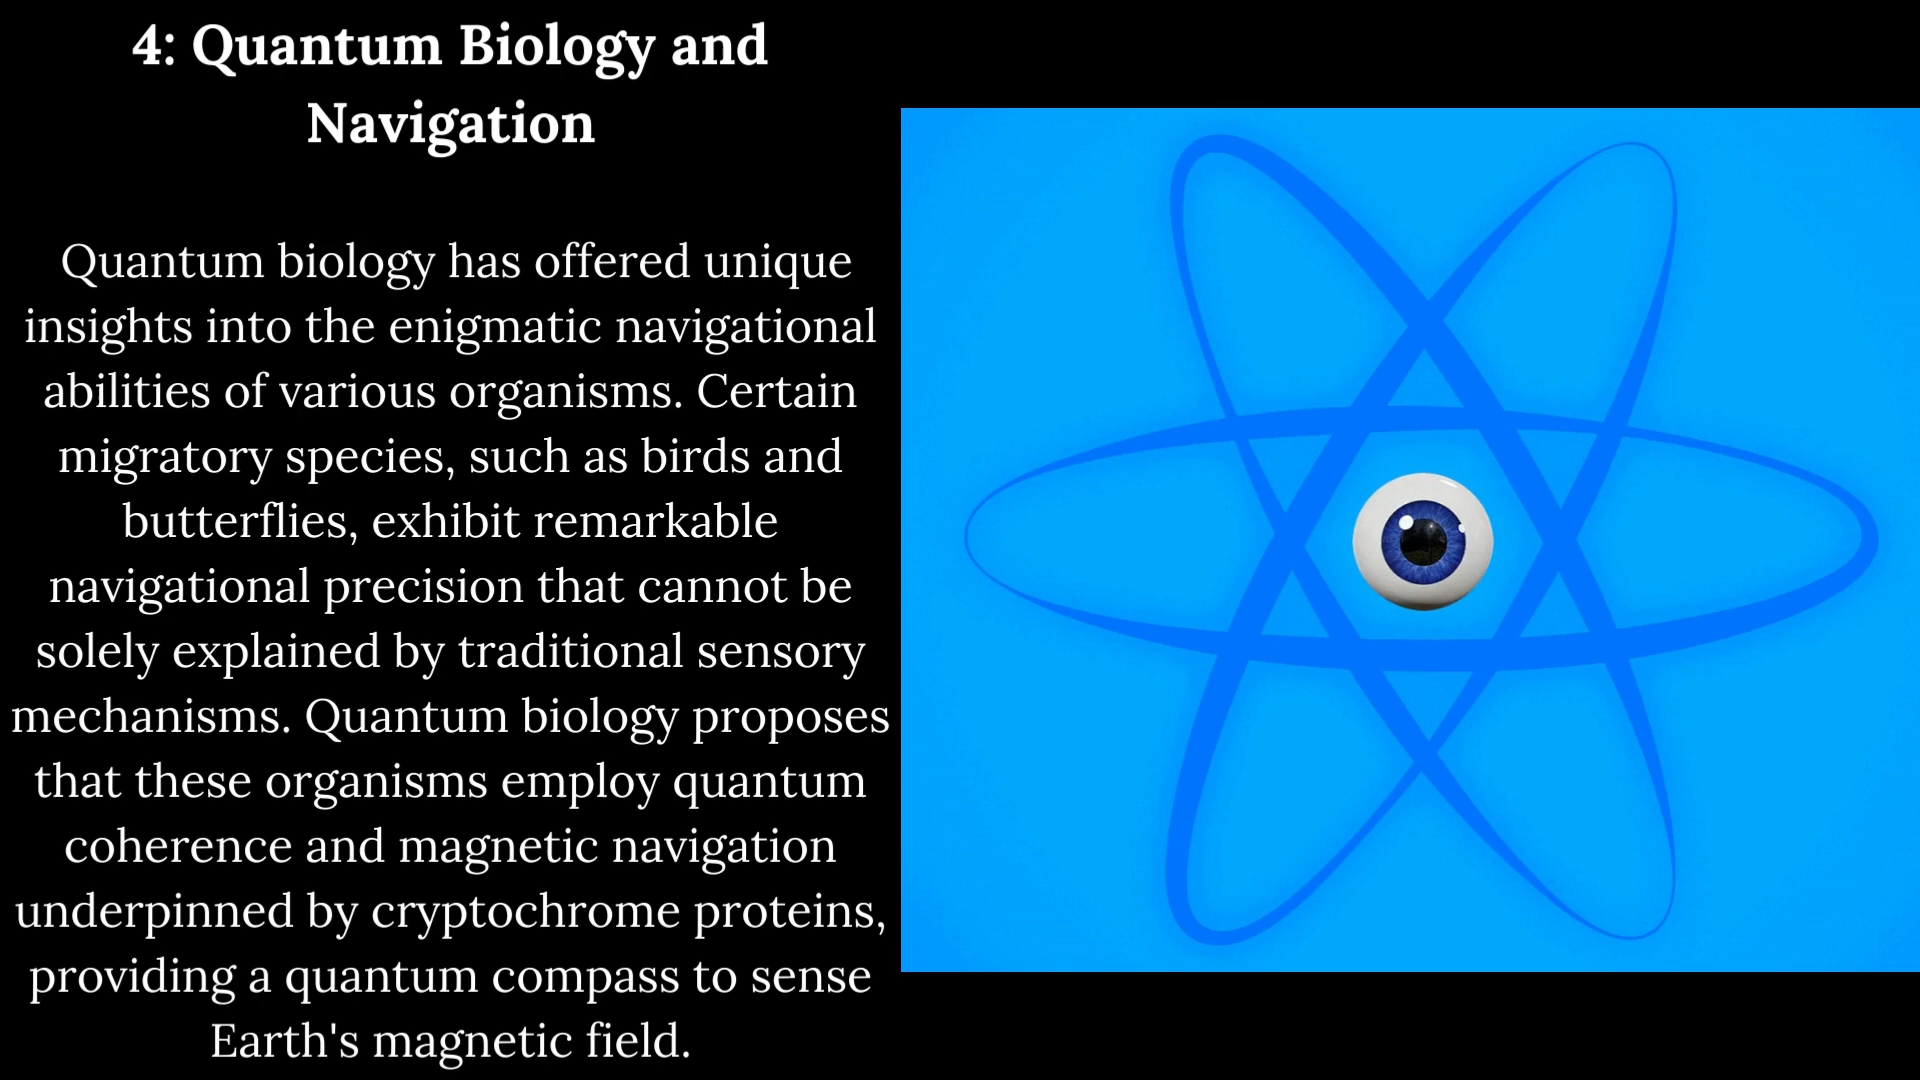 4: Quantum Biology and
Navigation
Quantum biology has offered unique
insights into the enigmatic navigational
abilities of various organisms. Certain
migratory species, such as birds and
butterflies, exhibit remarkable
navigational precision that cannot be
solely explained by traditional sensory
mechanisms. Quantum biology proposes
that these organisms employ quantum
coherence and magnetic navigation
underpinned by cryptochrome proteins,
providing a quantum compass to sense
Earth's magnetic field.